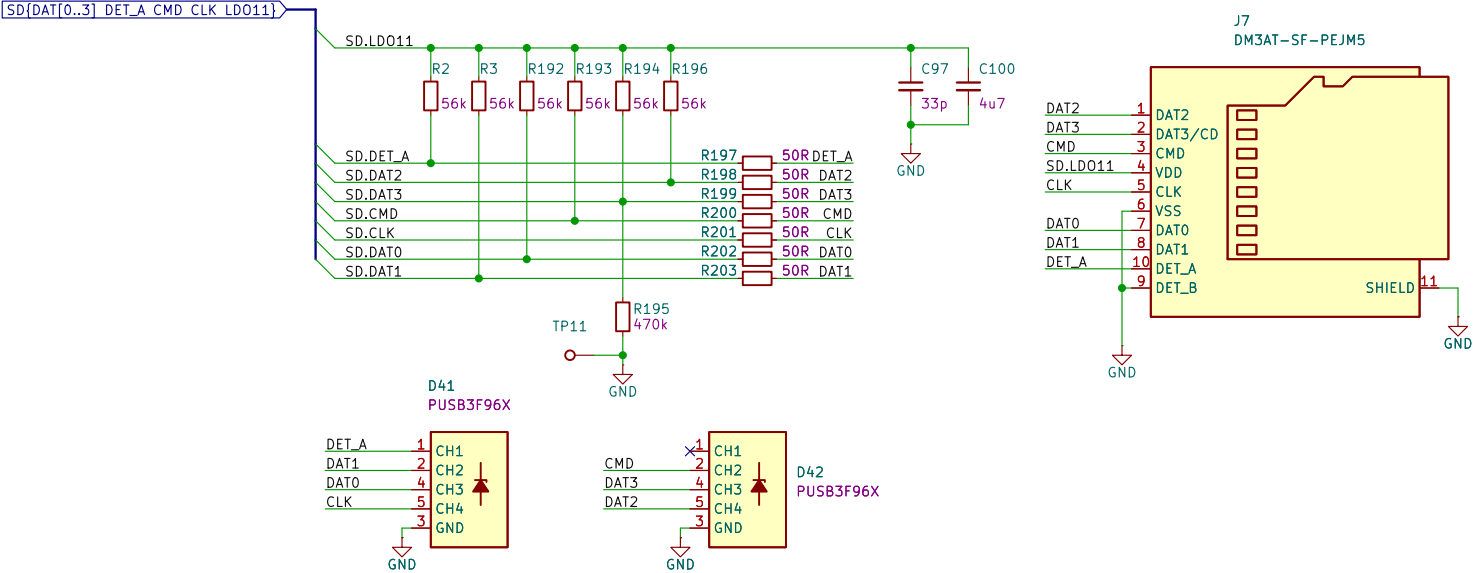 SD{DAT[0..3] DET_A CMD CLK LDO11}
J7
DM3AT-SF-PEJM5
SD.LDO11
R2 R3 R192 R193 R194 R196 C97 C100
56k 56k 56k 56k 56k 56k 33p 4u7
GND
SD.DET_A R197 50R DET_A
SD.DAT2 R198 50R DAT2
SD.DAT3 R199 50R DAT3
SD.CMD R200 50R CMD
SD.CLK R201 50R CLK
SD.DAT0 R202 50R DAT0
SD.DAT1 R203 50R DAT1
DAT2 1 DAT2
DAT3 2 DAT3/CD
CMD 3 CMD
SD.LDO11 4 VDD
CLK 5 CLK
6 VSS
DAT0 7 DAT0
DAT1 8 DAT1
DET_A 10 DET_A
9 DET_B SHIELD 11
GND
GND
R195
470k
TP11
GND
D41
PUSB3F96X
DET_A 1 CH1
DAT1 2 CH2
DAT0 4 CH3
CLK 5 CH4
3 GND
GND
1 CH1
CMD 2 CH2
DAT3 4 CH3
DAT2 5 CH4
3 GND
GND
D42
PUSB3F96X